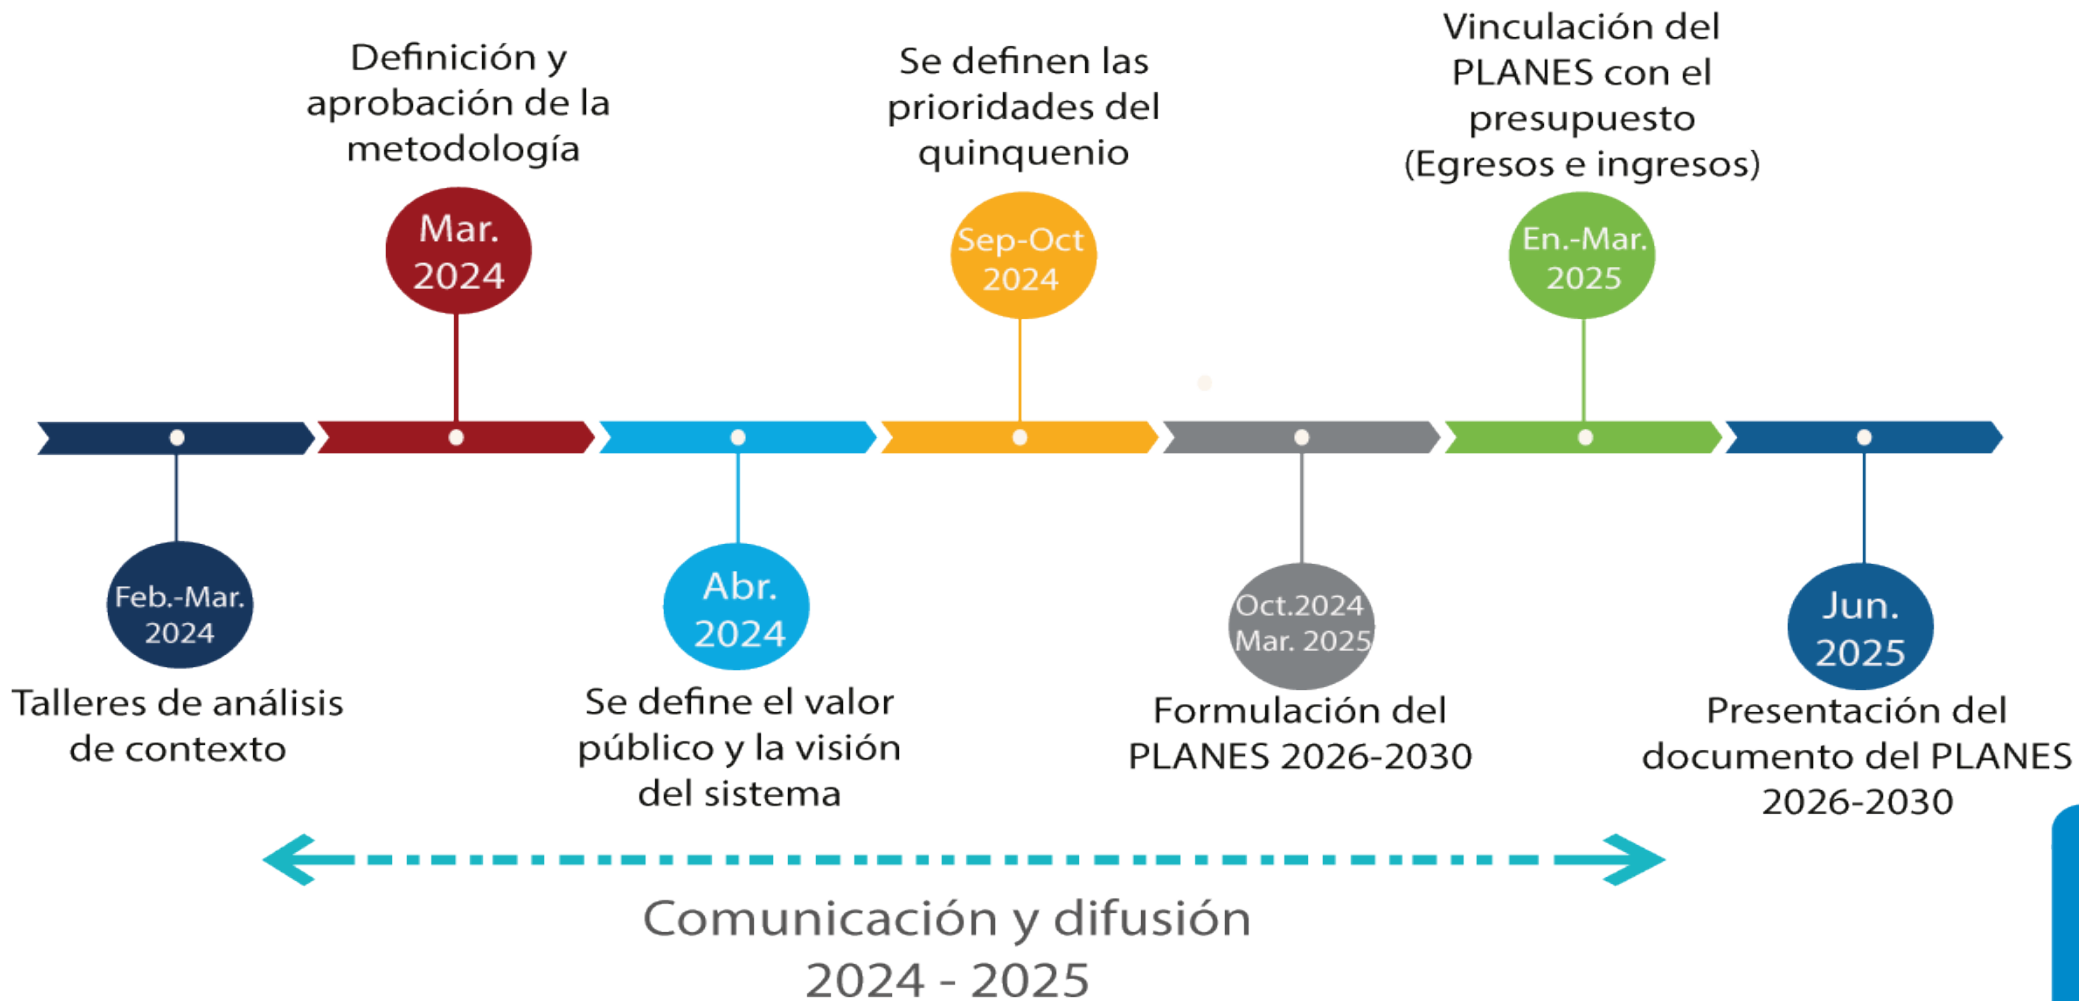 Definición y
aprobación de la
metodología
Se definen las
prioridades del
quinquenio
Vinculación del
PLANES con el
presupuesto
(Egresos e ingresos)
Mar.
2024
Sep-Oct
2024
En.-Mar.
2025
Feb.-Mar.
2024
Abr.
2024
Oct.2024
Mar. 2025
Jun.
2025
Talleres de análisis
de contexto
Se define el valor
público y la visión
del sistema
Formulación del
PLANES 2026-2030
Presentación del
documento del PLANES
2026-2030
Comunicación y difusión
2024 - 2025